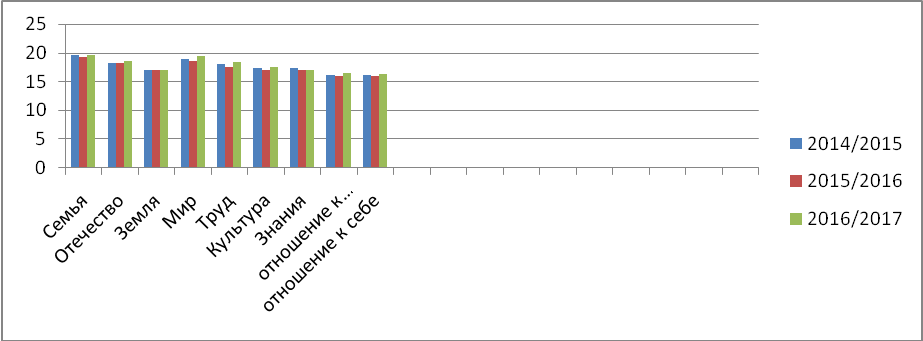 25
20
15
10
5
0
Семья
Отечество
Земля
Мир
Труд
Культура
Знания
отношение к...
отношение к себе
2014/2015
2015/2016
2016/2017